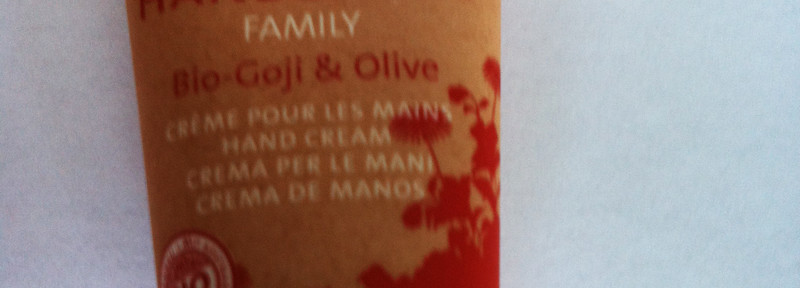 FAMILY
Bio-Goji & Olive
CRÈME POUR LES MAINS
HAND CREAM
CREMA PER LE MANI
CREMA DE MANOS